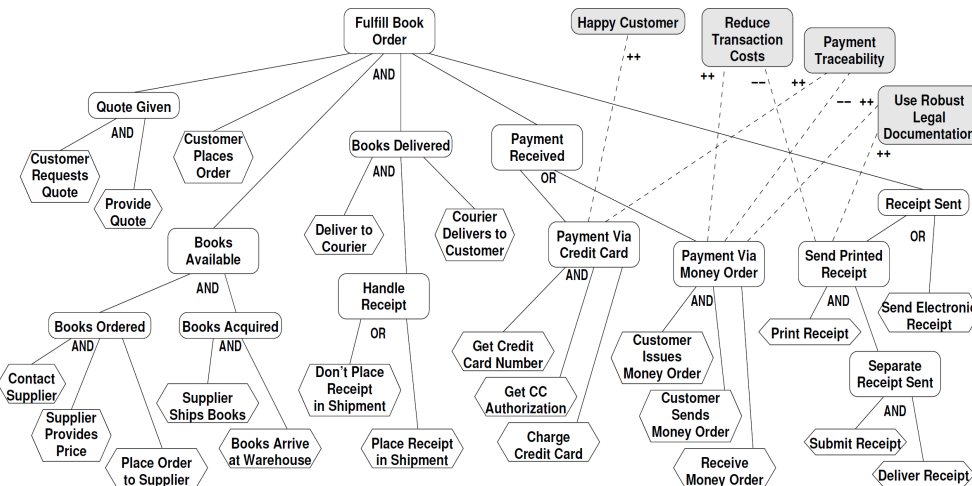 Fulfill Book
Order
Happy Customer
Reduce
Transaction
Costs
Payment
Traceability
Use Robust
Legal
Documentation
AND
++
++
--
++
--
++
++
Quote Given
AND
Customer
Requests
Quote
Provide
Quote
Customer
Places
Order
Books Delivered
AND
Deliver to
Courier
Courier
Delivers to
Customer
Handle
Receipt
OR
Don't Place
Receipt
in Shipment
Place Receipt
in Shipment
Payment
Received
OR
Payment Via
Credit Card
AND
Get Credit
Card Number
Get CC
Authorization
Charge
Credit Card
Payment Via
Money Order
AND
Customer
Issues
Money Order
Customer
Sends
Money Order
Receive
Money Order
Receipt Sent
OR
Send Printed
Receipt
AND
Print Receipt
Send Electronic
Receipt
Separate
Receipt Sent
AND
Submit Receipt
Deliver Receipt
Books
Available
AND
Books Ordered
AND
Contact
Supplier
Supplier
Provides
Price
Place Order
to Supplier
Books Acquired
AND
Supplier
Ships Books
Books Arrive
at Warehouse